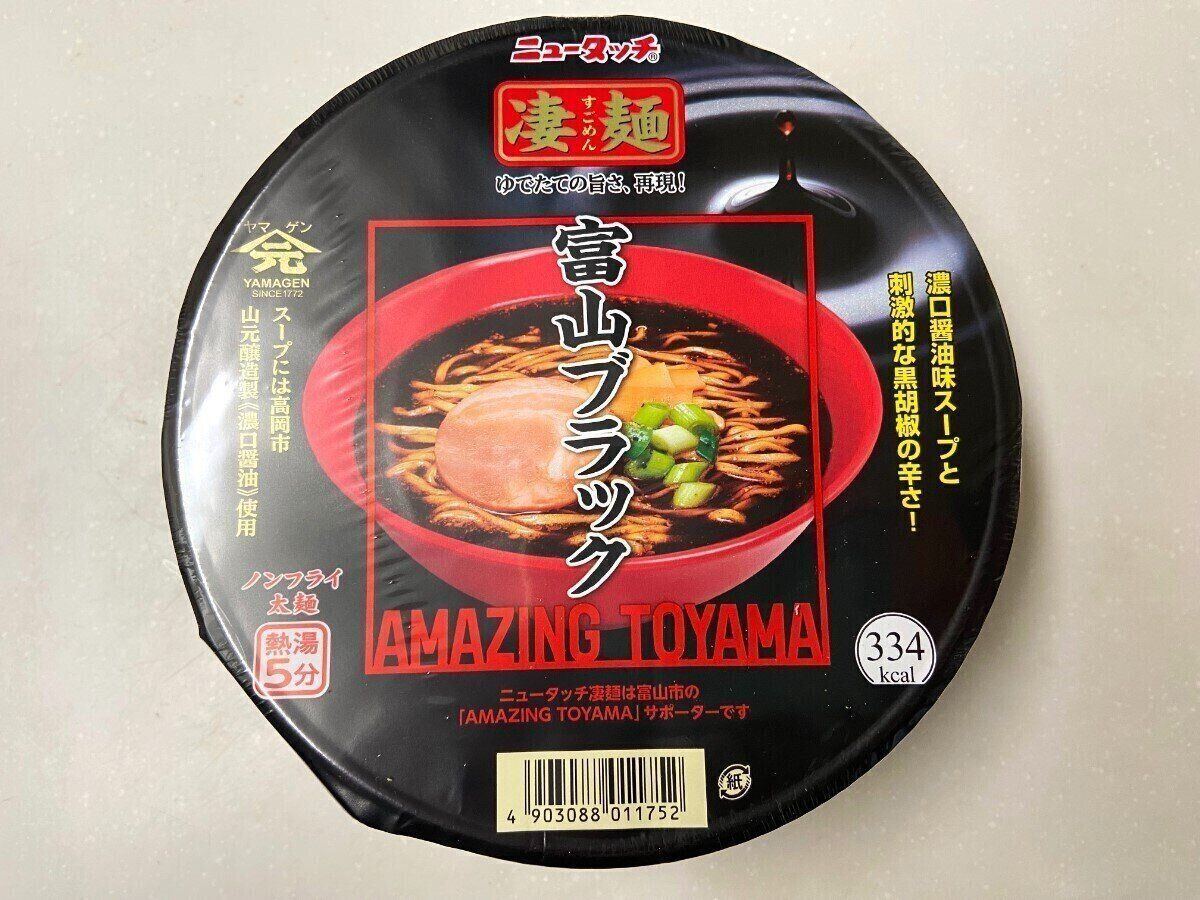 ニュータッチ®
凄麺
すごめん
ゆでたての旨さ、再現!
富山ブラック
濃口醤油味スープと
刺激的な黒胡椒の辛さ!
ヤマ ゲン
元
YAMAGEN
SINCE1772
スープには高岡市
山元醸造製《濃口醤油》使用
ノンフライ
太麺
熱湯
5分
AMAZING TOYAMA
334
kcal
ニュータッチ凄麺は富山市の
「AMAZING TOYAMA」サポーターです
4 903088 011752
紙